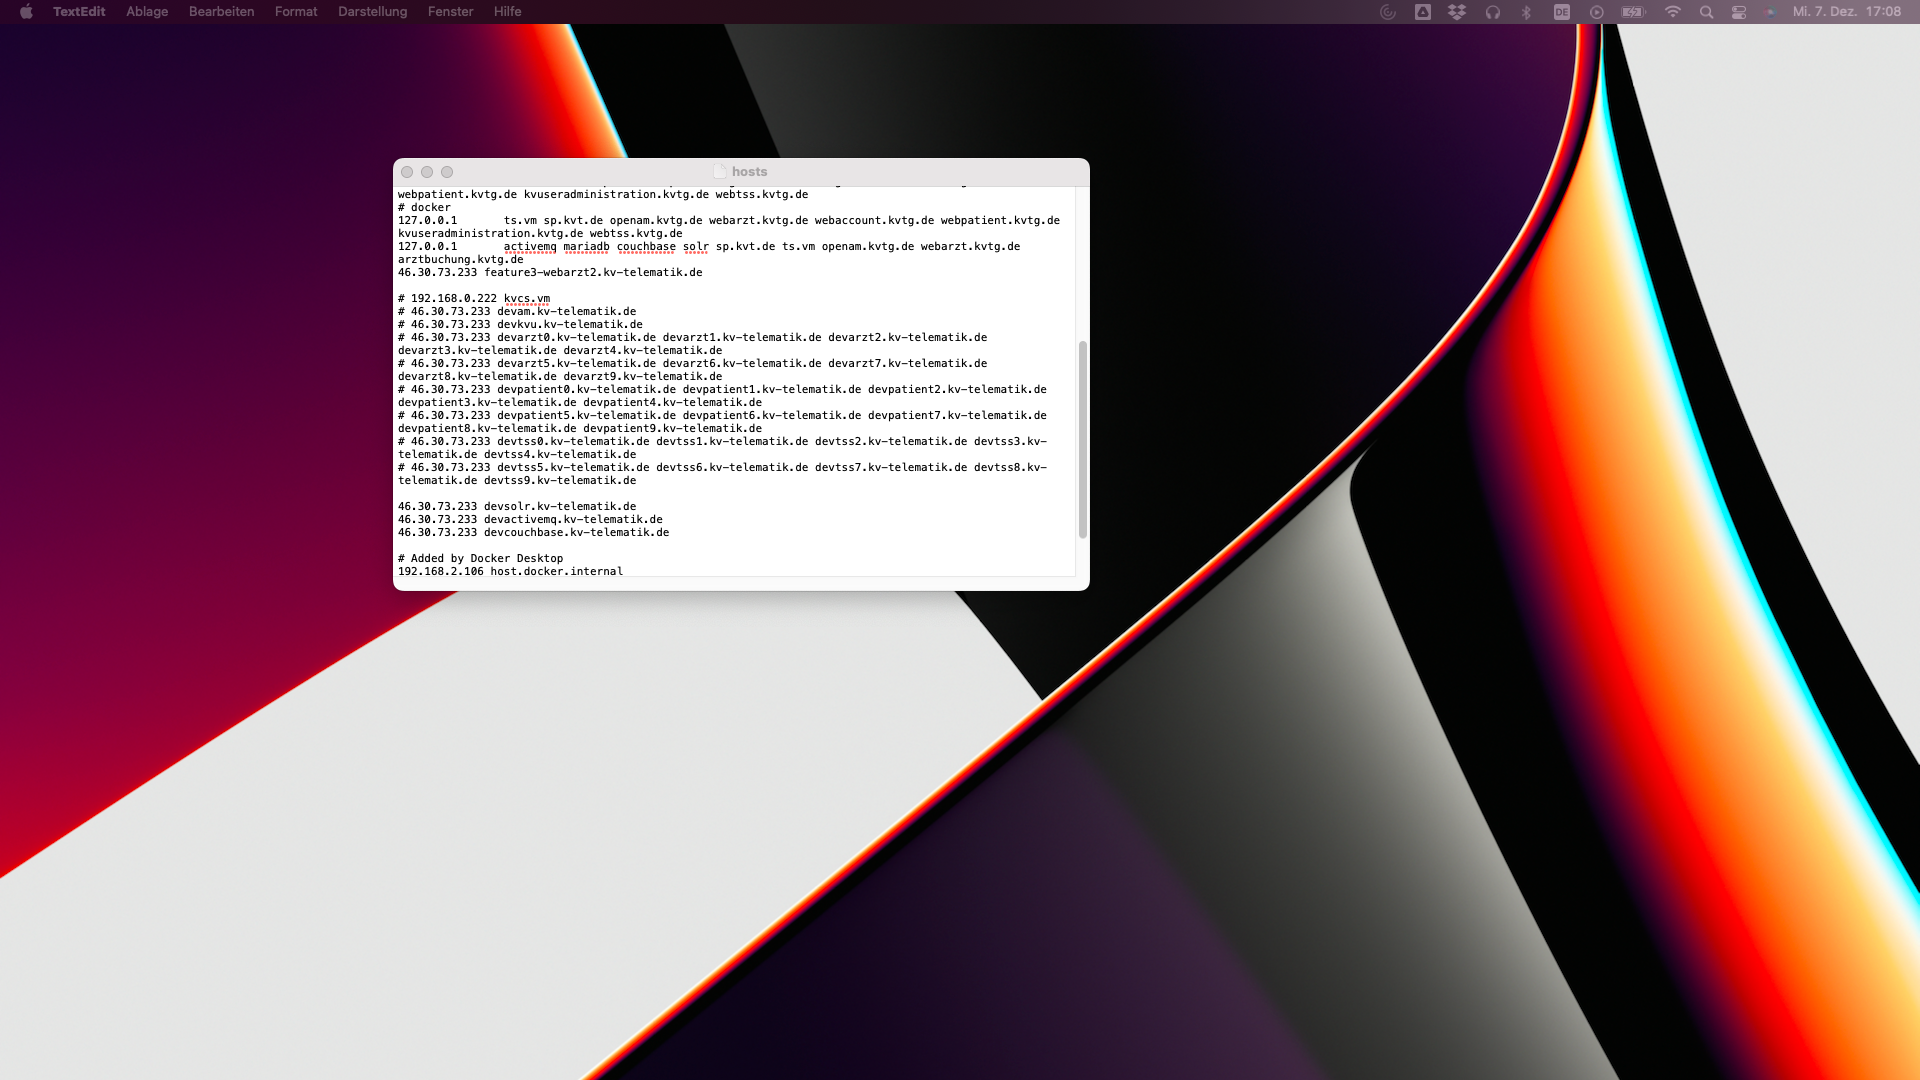 TextEdit Ablage Bearbeiten Format Darstellung Fenster Hilfe
DE Mi. 7. Dez. 17:08
hosts
webpatient.kvtg.de kvuseradministration.kvtg.de webtss.kvtg.de
# docker
127.0.0.1 ts.vm sp.kvt.de openam.kvtg.de webarzt.kvtg.de webaccount.kvtg.de webpatient.kvtg.de
kvuseradministration.kvtg.de webtss.kvtg.de
127.0.0.1 activemq mariadb couchbase solr sp.kvt.de ts.vm openam.kvtg.de webarzt.kvtg.de
arztbuchung.kvtg.de
46.30.73.233 feature3-webarzt2.kv-telematik.de
# 192.168.0.222 kvcs.vm
# 46.30.73.233 devam.kv-telematik.de
# 46.30.73.233 devkvu.kv-telematik.de
# 46.30.73.233 devarzt0.kv-telematik.de devarzt1.kv-telematik.de devarzt2.kv-telematik.de
devarzt3.kv-telematik.de devarzt4.kv-telematik.de
# 46.30.73.233 devarzt5.kv-telematik.de devarzt6.kv-telematik.de devarzt7.kv-telematik.de
devarzt8.kv-telematik.de devarzt9.kv-telematik.de
# 46.30.73.233 devpatient0.kv-telematik.de devpatient1.kv-telematik.de devpatient2.kv-telematik.de
devpatient3.kv-telematik.de devpatient4.kv-telematik.de
# 46.30.73.233 devpatient5.kv-telematik.de devpatient6.kv-telematik.de devpatient7.kv-telematik.de
devpatient8.kv-telematik.de devpatient9.kv-telematik.de
# 46.30.73.233 devtss0.kv-telematik.de devtss1.kv-telematik.de devtss2.kv-telematik.de devtss3.kv-
telematik.de devtss4.kv-telematik.de
# 46.30.73.233 devtss5.kv-telematik.de devtss6.kv-telematik.de devtss7.kv-telematik.de devtss8.kv-
telematik.de devtss9.kv-telematik.de
46.30.73.233 devsolr.kv-telematik.de
46.30.73.233 devactivemq.kv-telematik.de
46.30.73.233 devcouchbase.kv-telematik.de
# Added by Docker Desktop
192.168.2.106 host.docker.internal